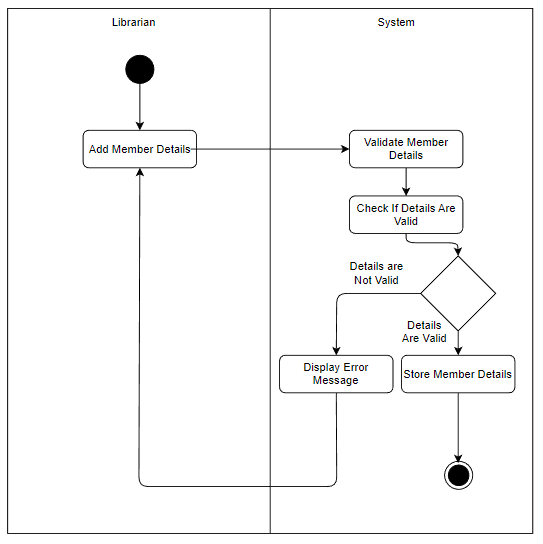 Librarian
System
Add Member Details
Validate Member
Details
Check If Details Are
Valid
Details are
Not Valid
Details
Are Valid
Display Error
Message
Store Member Details